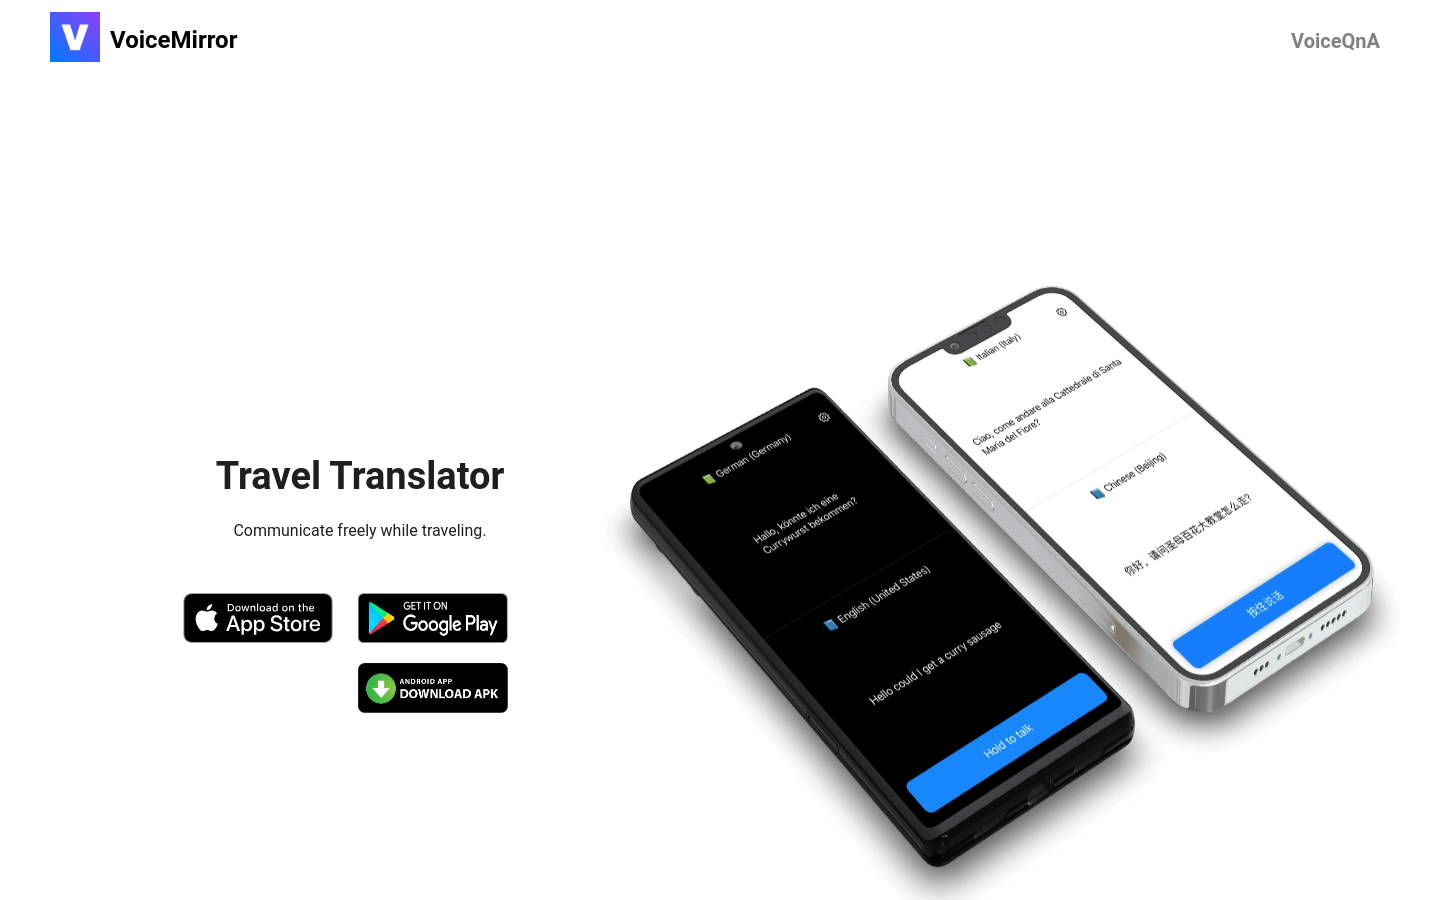 VoiceMirror
VoiceQnA
Travel Translator
Communicate freely while traveling.
Download on the
App Store
GET IT ON
Google Play
ANDROID APP
DOWNLOAD APK
German (Germany)
Hallo, könnte ich eine
Currywurst bekommen?
English (United States)
Hello could I get a curry sausage
Hold to talk
Italian (Italy)
Ciao, come andare alla Cattedrale di Santa
Maria del Fiore?
Chinese (Beijing)
你好，请问圣母百花大教堂怎么走?
按住说话